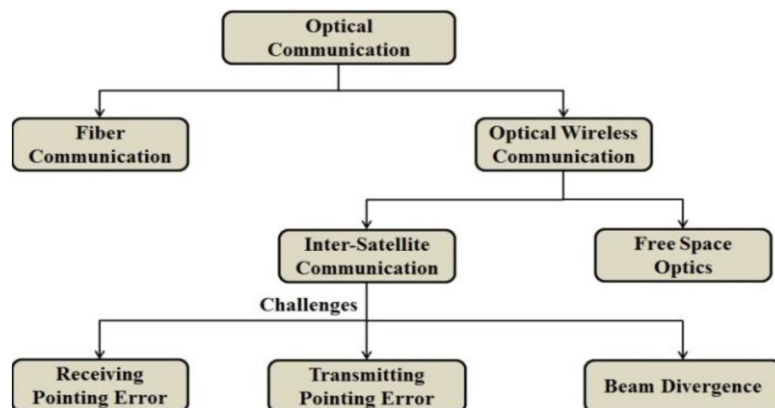 Optical
Communication
Fiber
Communication
Optical Wireless
Communication
Inter-Satellite
Communication
Free Space
Optics
Challenges
Receiving
Pointing Error
Transmitting
Pointing Error
Beam Divergence